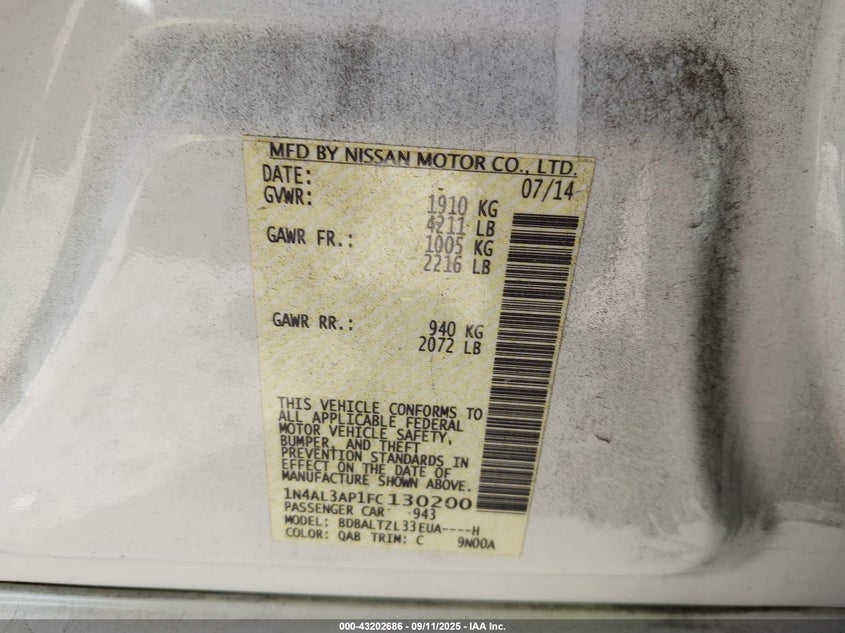 MFD BY NISSAN MOTOR CO., LTD.
DATE: 07/14
GVWR: 1910 KG
4211 LB
GAWR FR.: 1005 KG
2216 LB
GAWR RR.: 940 KG
2072 LB
THIS VEHICLE CONFORMS TO
ALL APPLICABLE FEDERAL
MOTOR VEHICLE SAFETY,
BUMPER, AND THEFT
PREVENTION STANDARDS IN
EFFECT ON THE DATE OF
MANUFACTURE SHOWN ABOVE.
1N4AL3AP1FC130200
PASSENGER CAR 943
MODEL: BDBALTZL33EUA----H
COLOR: QAB TRIM: C 9N00A
000-43202686 - 09/11/2025 - IAA Inc.